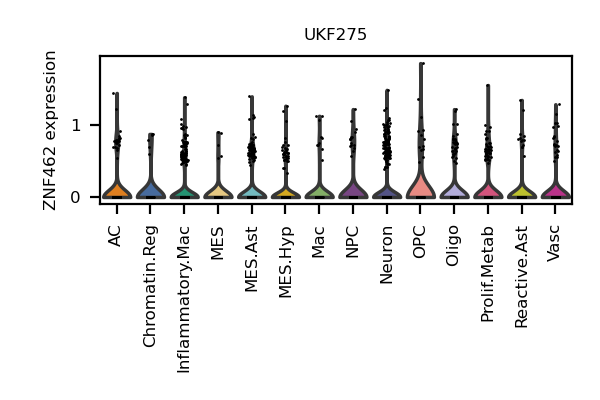 UKF275
ZNF462 expression
1
0
AC
Chromatin.Reg
Inflammatory.Mac
MES
MES.Ast
MES.Hyp
Mac
NPC
Neuron
OPC
Oligo
Prolif.Metab
Reactive.Ast
Vasc